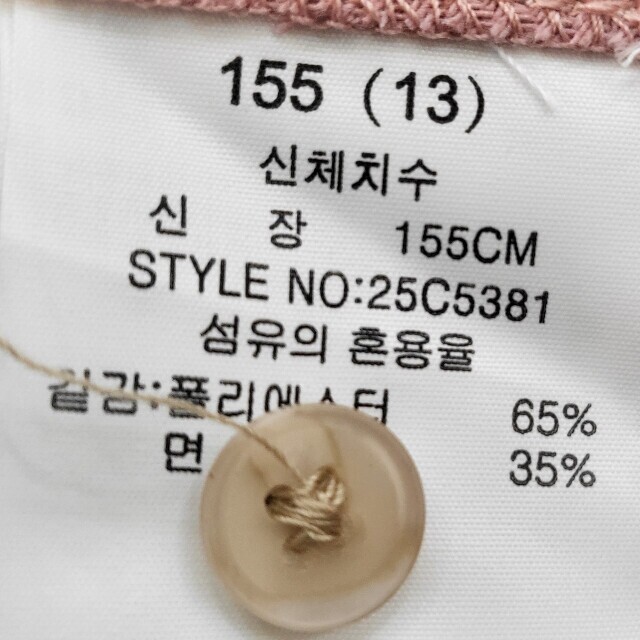 155 (13)
신체치수
신 장 155CM
STYLE NO:25C5381
섬유의 혼용율
겉감:폴리에스터 65%
면 35%